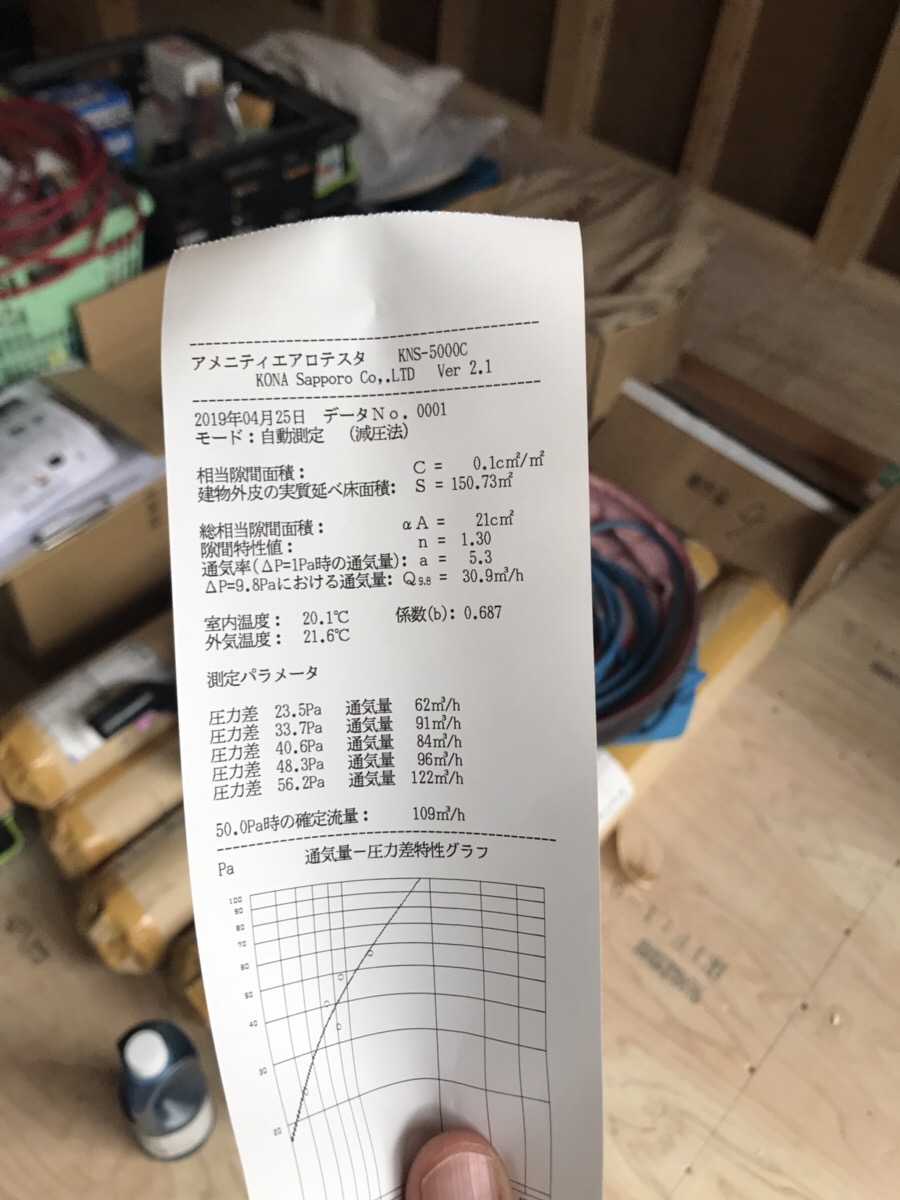 アメニティエアロテスタ KNS-5000C
KONA Sapporo Co,.LTD Ver 2.1
2019年04月25日 データNo. 0001
モード：自動測定 （減圧法）
相当隙間面積： C = 0.1c㎡/㎡
建物外皮の実質延べ床面積： S = 150.73㎡
総相当隙間面積： αA = 21c㎡
隙間特性値： n = 1.30
通気率(ΔP=1Pa時の通気量)： a = 5.3
ΔP=9.8Paにおける通気量： Q9.8 = 30.9㎥/h
室内温度： 20.1℃ 係数(b)： 0.687
外気温度： 21.6℃
測定パラメータ
圧力差 23.5Pa 通気量 62㎥/h
圧力差 33.7Pa 通気量 91㎥/h
圧力差 40.6Pa 通気量 84㎥/h
圧力差 48.3Pa 通気量 96㎥/h
圧力差 56.2Pa 通気量 122㎥/h
50.0Pa時の確定流量： 109㎥/h
Pa 通気量－圧力差特性グラフ
100
90
80
70
60
50
40
30
20